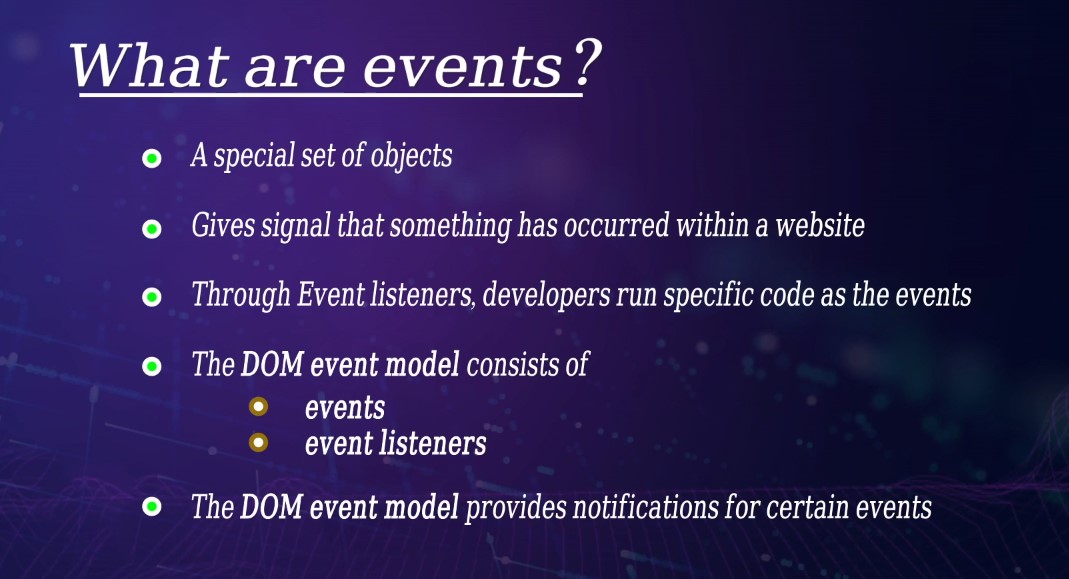 What are events?
A special set of objects
Gives signal that something has occurred within a website
Through Event listeners, developers run specific code as the events
The DOM event model consists of
events
event listeners
The DOM event model provides notifications for certain events